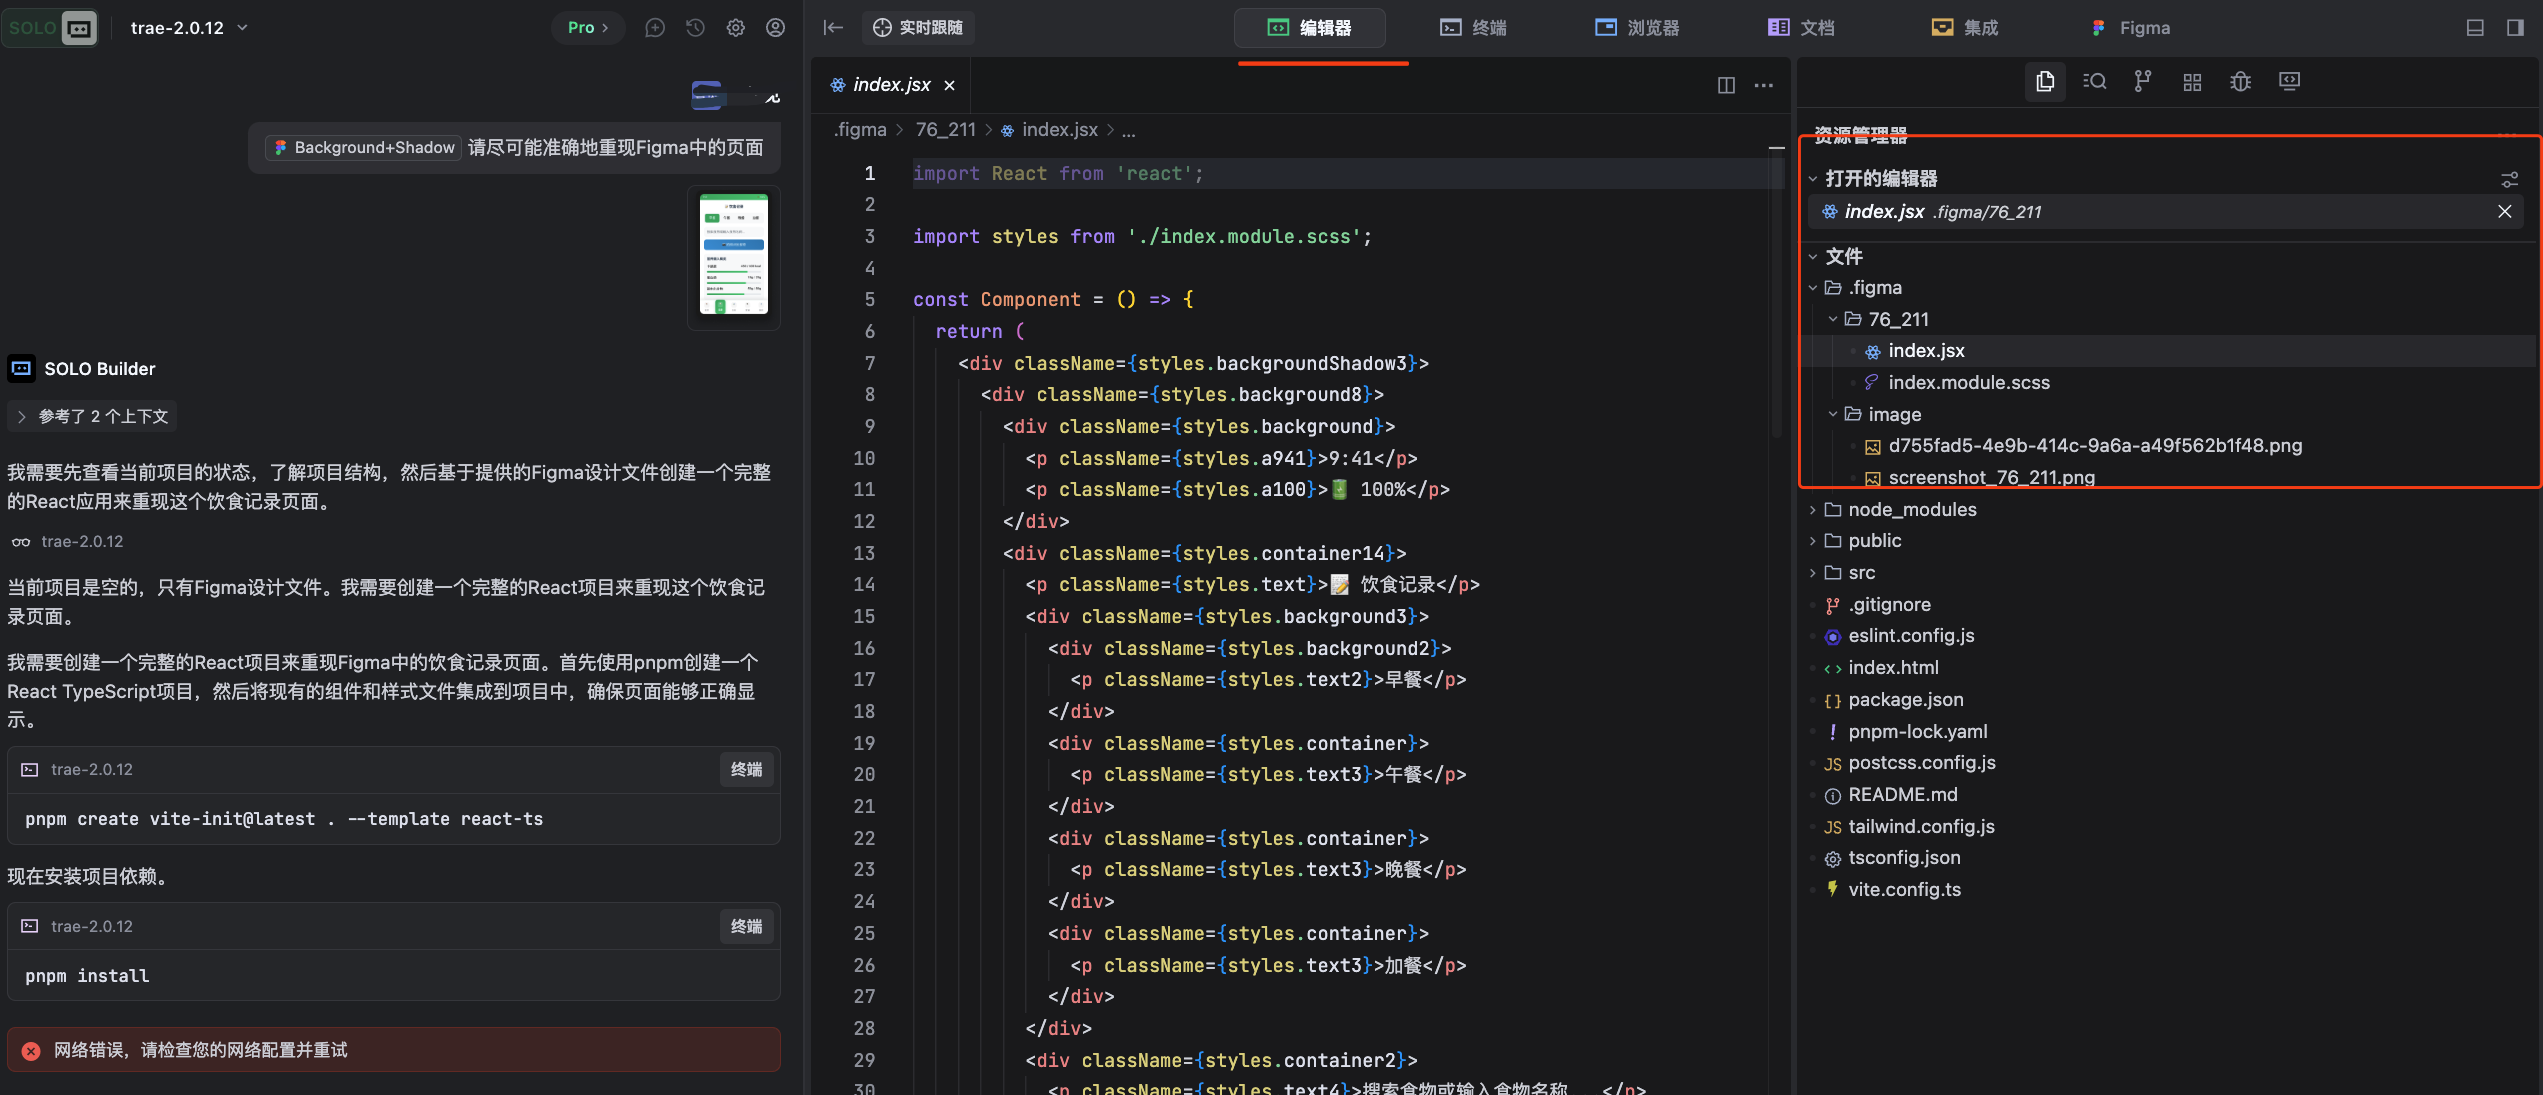 SOLO
trae-2.0.12
Pro
实时跟随
编辑器
终端
浏览器
文档
集成
Figma
Background+Shadow 请尽可能准确地重现Figma中的页面
SOLO Builder
参考了 2 个上下文
我需要先查看当前项目的状态，了解项目结构，然后基于提供的Figma设计文件创建一个完整
的React应用来重现这个饮食记录页面。
trae-2.0.12
当前项目是空的，只有Figma设计文件。我需要创建一个完整的React项目来重现这个饮食记
录页面。
我需要创建一个完整的React项目来重现Figma中的饮食记录页面。首先使用pnpm创建一个
React TypeScript项目，然后将现有的组件和样式文件集成到项目中，确保页面能够正确显
示。
trae-2.0.12
终端
pnpm create vite-init@latest . --template react-ts
现在安装项目依赖。
trae-2.0.12
终端
pnpm install
网络错误，请检查您的网络配置并重试
index.jsx
.figma > 76_211 > index.jsx > ...
1 import React from 'react';
2
3 import styles from './index.module.scss';
4
5 const Component = () => {
6 return (
7 <div className={styles.backgroundShadow3}>
8 <div className={styles.background8}>
9 <div className={styles.background}>
10 <p className={styles.a941}>9:41</p>
11 <p className={styles.a100}>🔋 100%</p>
12 </div>
13 <div className={styles.container14}>
14 <p className={styles.text}>📝 饮食记录</p>
15 <div className={styles.background3}>
16 <div className={styles.background2}>
17 <p className={styles.text2}>早餐</p>
18 </div>
19 <div className={styles.container}>
20 <p className={styles.text3}>午餐</p>
21 </div>
22 <div className={styles.container}>
23 <p className={styles.text3}>晚餐</p>
24 </div>
25 <div className={styles.container}>
26 <p className={styles.text3}>加餐</p>
27 </div>
28 </div>
29 <div className={styles.container2}>
30 <p className={styles.text4}>搜索食物或输入食物名称...</p>
资源管理器
打开的编辑器
index.jsx .figma/76_211
文件
.figma
76_211
index.jsx
index.module.scss
image
d755fad5-4e9b-414c-9a6a-a49f562b1f48.png
screenshot_76_211.png
node_modules
public
src
.gitignore
eslint.config.js
index.html
package.json
pnpm-lock.yaml
JS postcss.config.js
README.md
JS tailwind.config.js
tsconfig.json
vite.config.ts